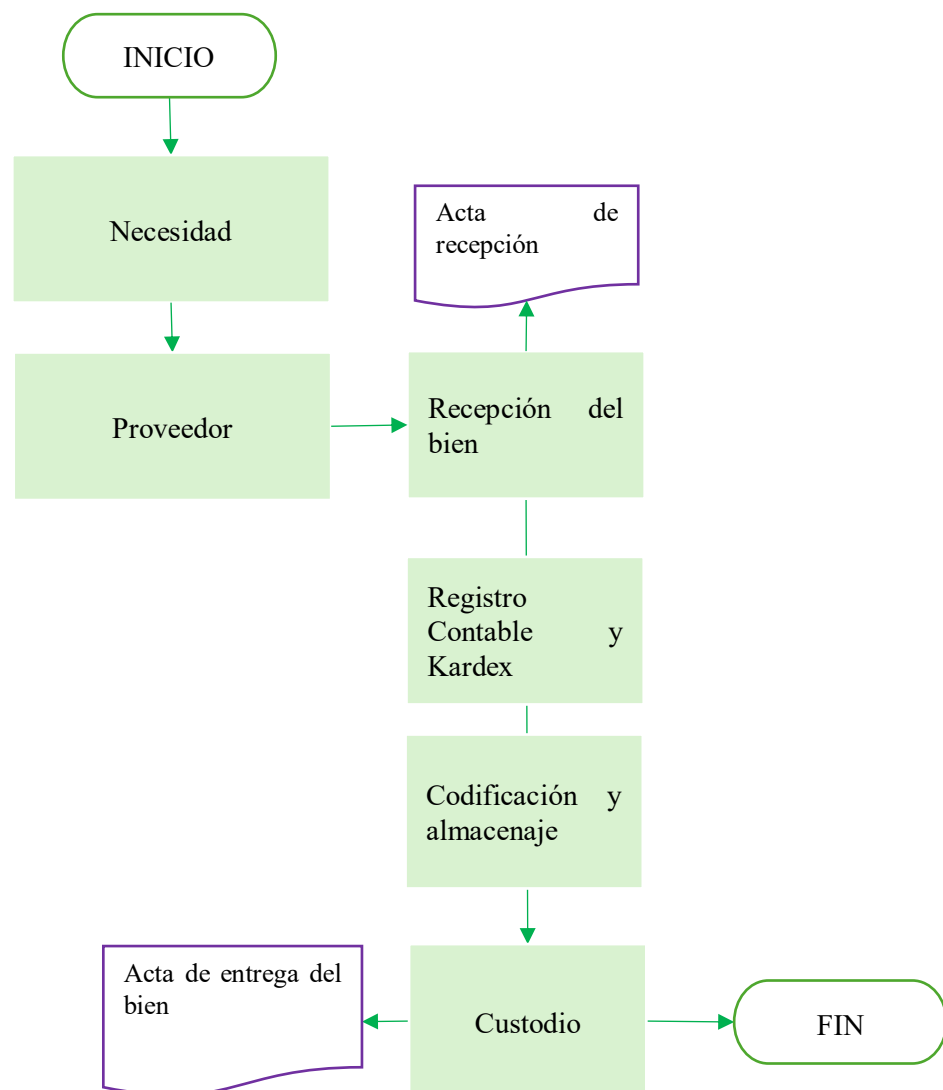 INICIO
Necesidad
Acta de
recepción
Proveedor
Recepción del
bien
Registro
Contable y
Kardex
Codificación y
almacenaje
Acta de entrega del
bien
Custodio
FIN